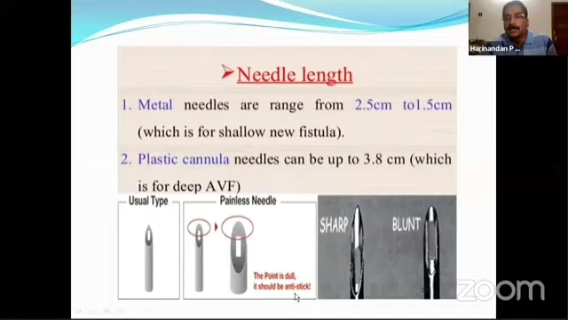 Harinandan P...
➢Needle length
1. Metal needles are range from 2.5cm to1.5cm
(which is for shallow new fistula).
2. Plastic cannula needles can be up to 3.8 cm (which
is for deep AVF)
Usual Type
Painless Needle
The Point is dull,
it should be anti-stick!
SHARP
BLUNT
zoom